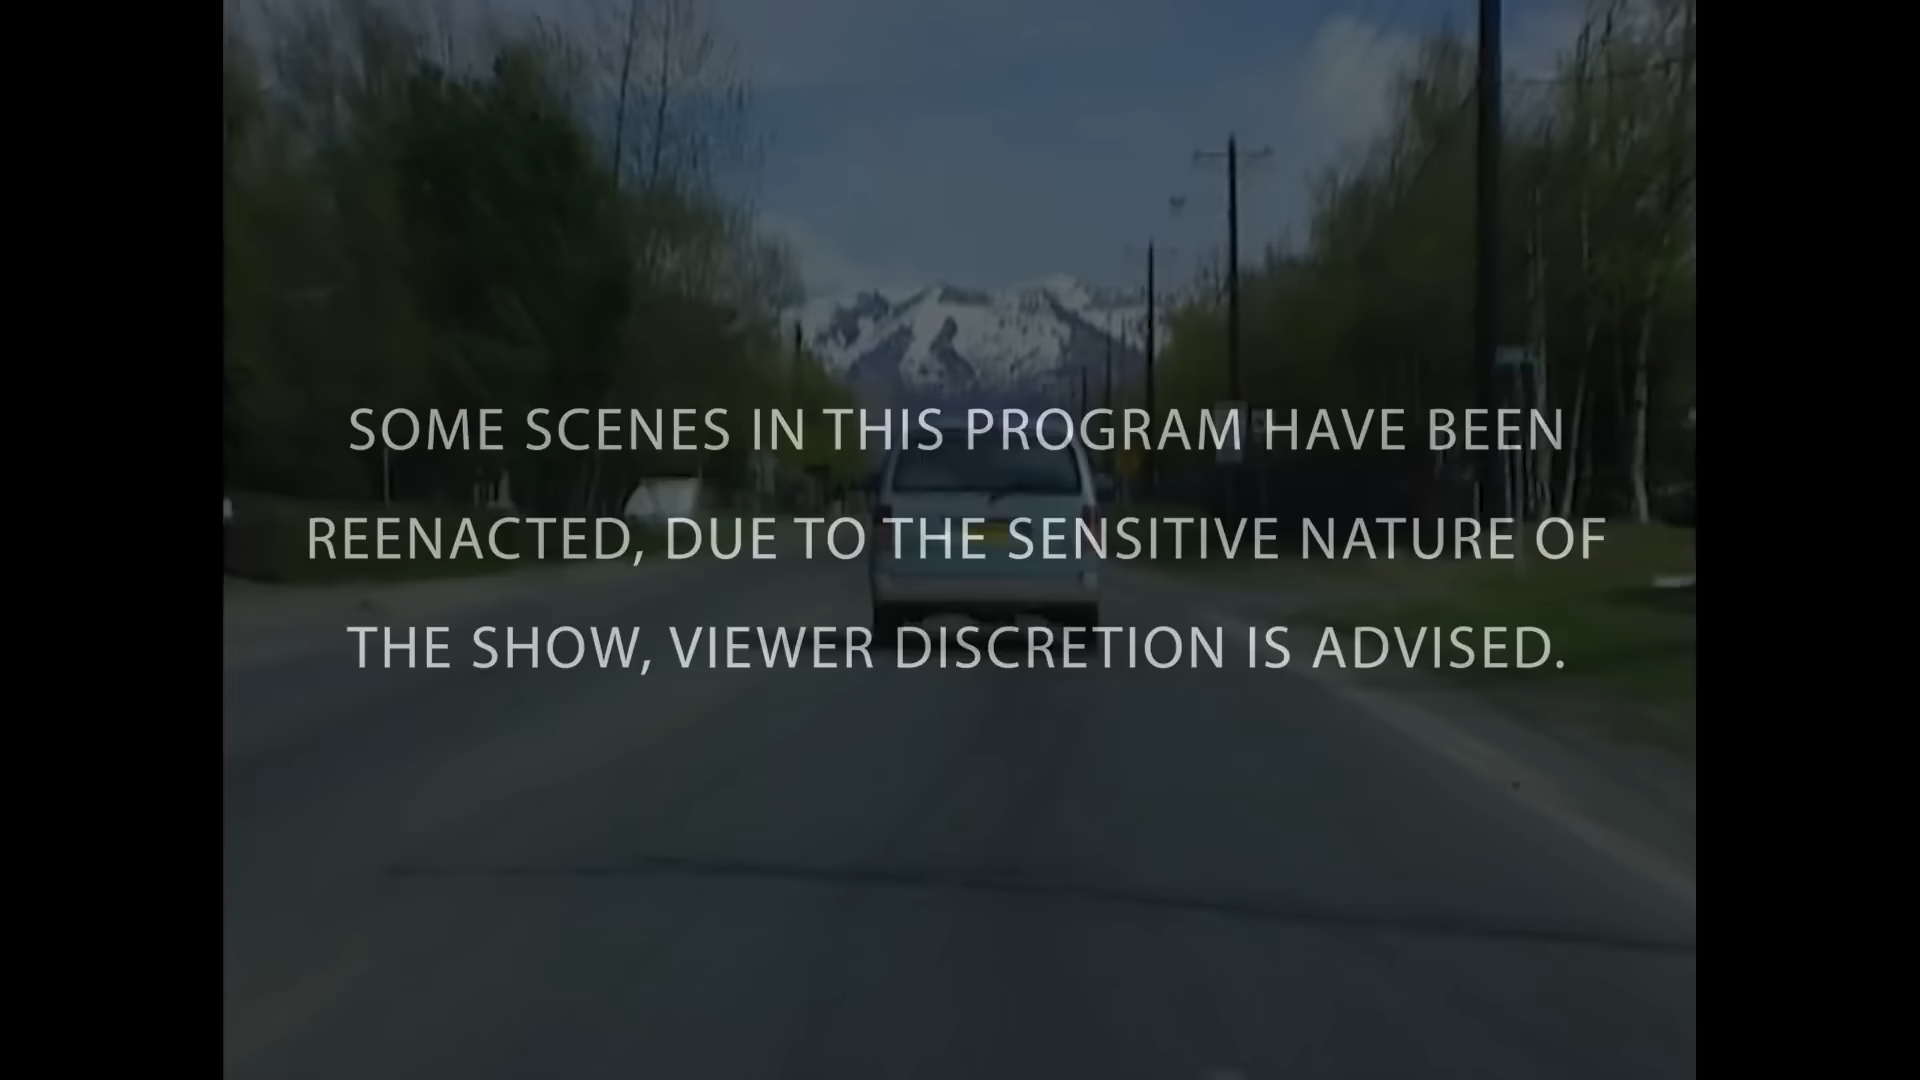 SOME SCENES IN THIS PROGRAM HAVE BEEN
REENACTED, DUE TO THE SENSITIVE NATURE OF
THE SHOW, VIEWER DISCRETION IS ADVISED.